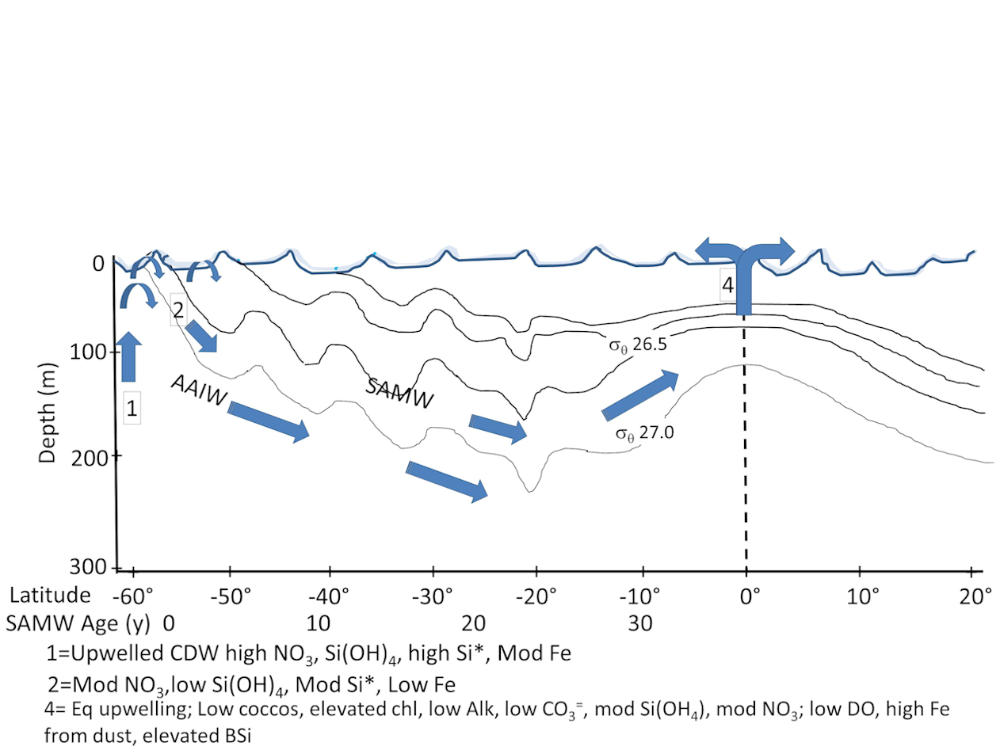 0
4
2
σθ 26.5
100
AAIW
SAMW
1
Depth (m)
σθ 27.0
200
300
Latitude -60° -50° -40° -30° -20° -10° 0° 10° 20°
SAMW Age (y) 0 10 20 30
1=Upwelled CDW high NO3, Si(OH)4, high Si*, Mod Fe
2=Mod NO3,low Si(OH)4, Mod Si*, Low Fe
4= Eq upwelling; Low coccos, elevated chl, low Alk, low CO3=, mod Si(OH4), mod NO3; low DO, high Fe
from dust, elevated BSi